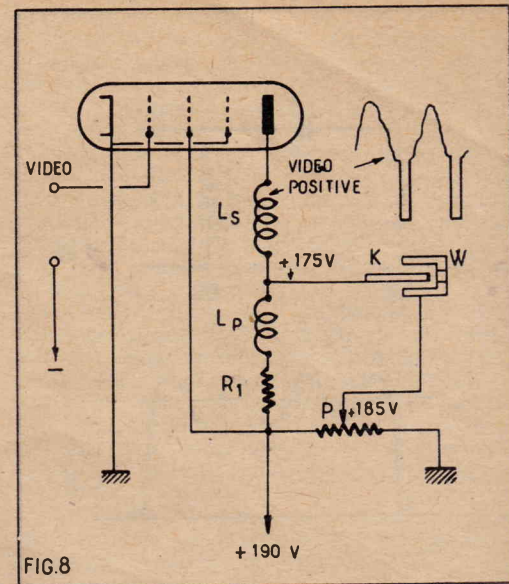 VIDEO
VIDEO
POSITIVE
LS
+175V
K
W
LP
R1
P
+185V
–
+190 V
FIG.8